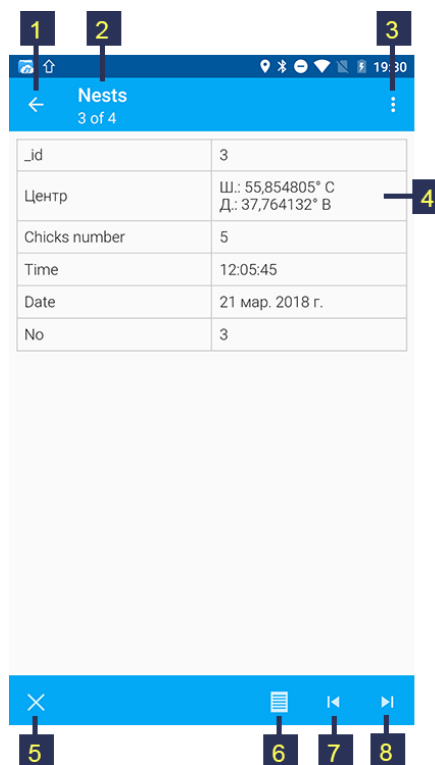 1 2 3
19:30
Nests
3 of 4
_id 3
Центр Ш.: 55,854805° С
Д.: 37,764132° В
4
Chicks number 5
Time 12:05:45
Date 21 мар. 2018 г.
No 3
5 6 7 8